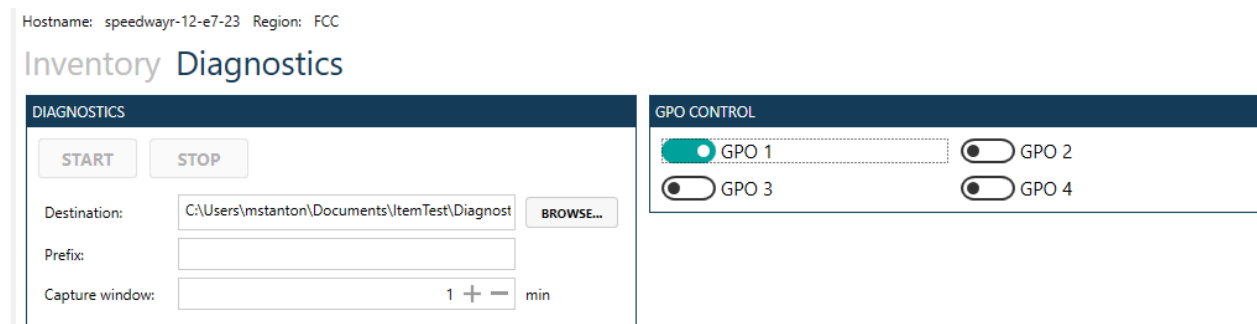 Hostname: speedwayr-12-e7-23 Region: FCC
Inventory Diagnostics
DIAGNOSTICS
START STOP
Destination: C:\Users\mstanton\Documents\ItemTest\Diagnost BROWSE...
Prefix:
Capture window: 1 min
GPO CONTROL
GPO 1 GPO 2
GPO 3 GPO 4